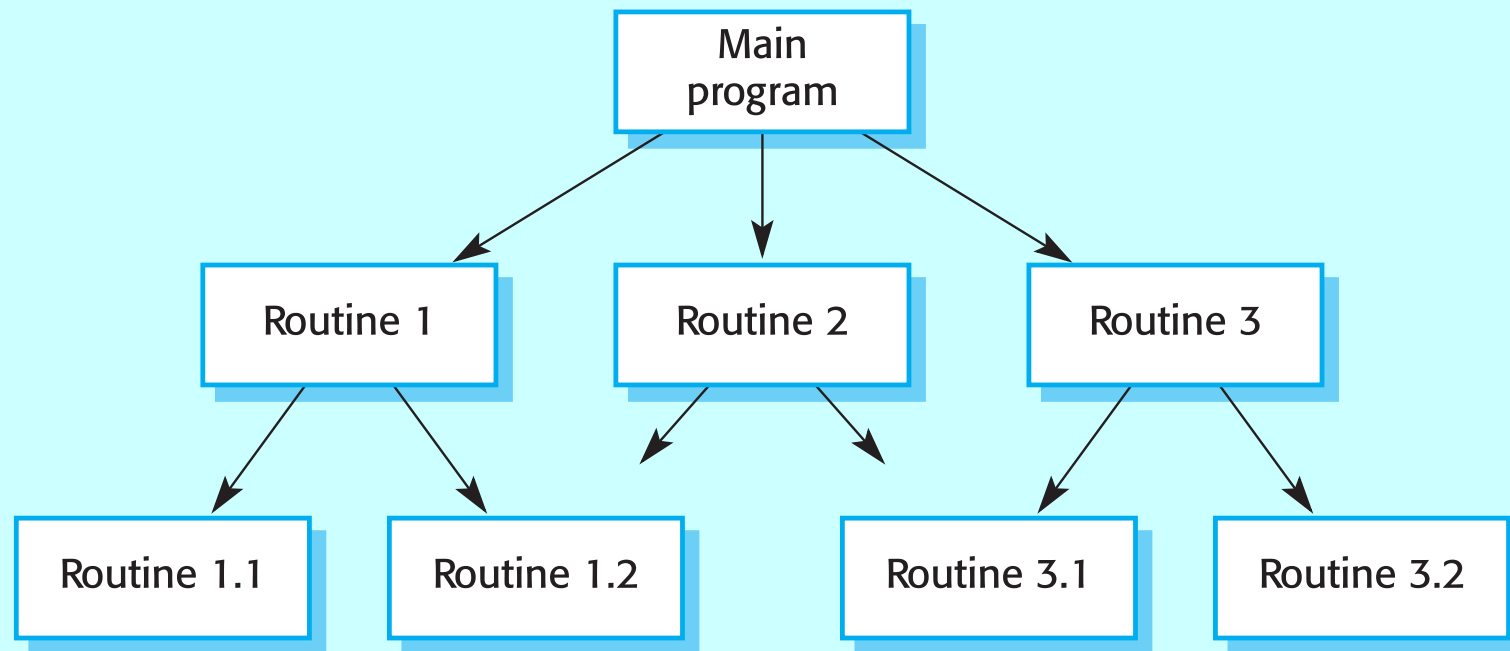 Main
program
Routine 1
Routine 2
Routine 3
Routine 1.1
Routine 1.2
Routine 3.1
Routine 3.2